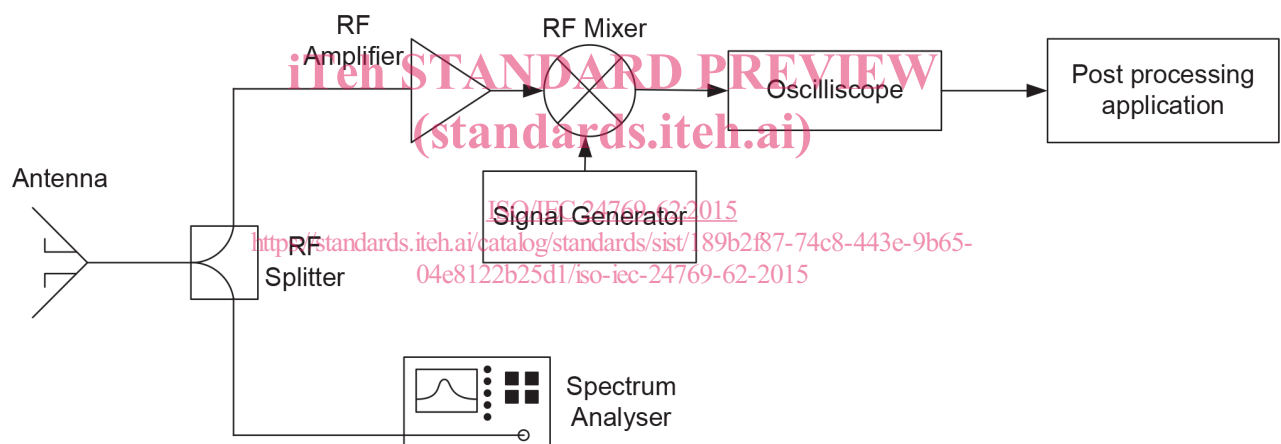 RF
Amplifier
RF Mixer
iTeh STANDARD PREVIEW
Oscilliscope
Post processing
application
(standards.iteh.ai)
Antenna
Signal Generator
ISO/IEC 24769-62:2015
https://standards.iteh.ai/catalog/standards/sist/189b2f87-74c8-443e-9b65-
04e8122b25d1/iso-iec-24769-62-2015
RF
Splitter
Spectrum
Analyser